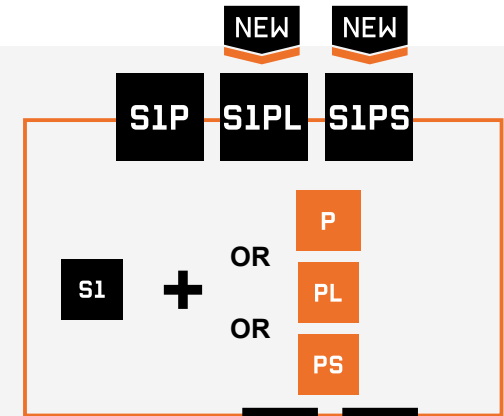 NEW NEW
S1P S1PL S1PS
P
OR
S1 + PL
OR
PS